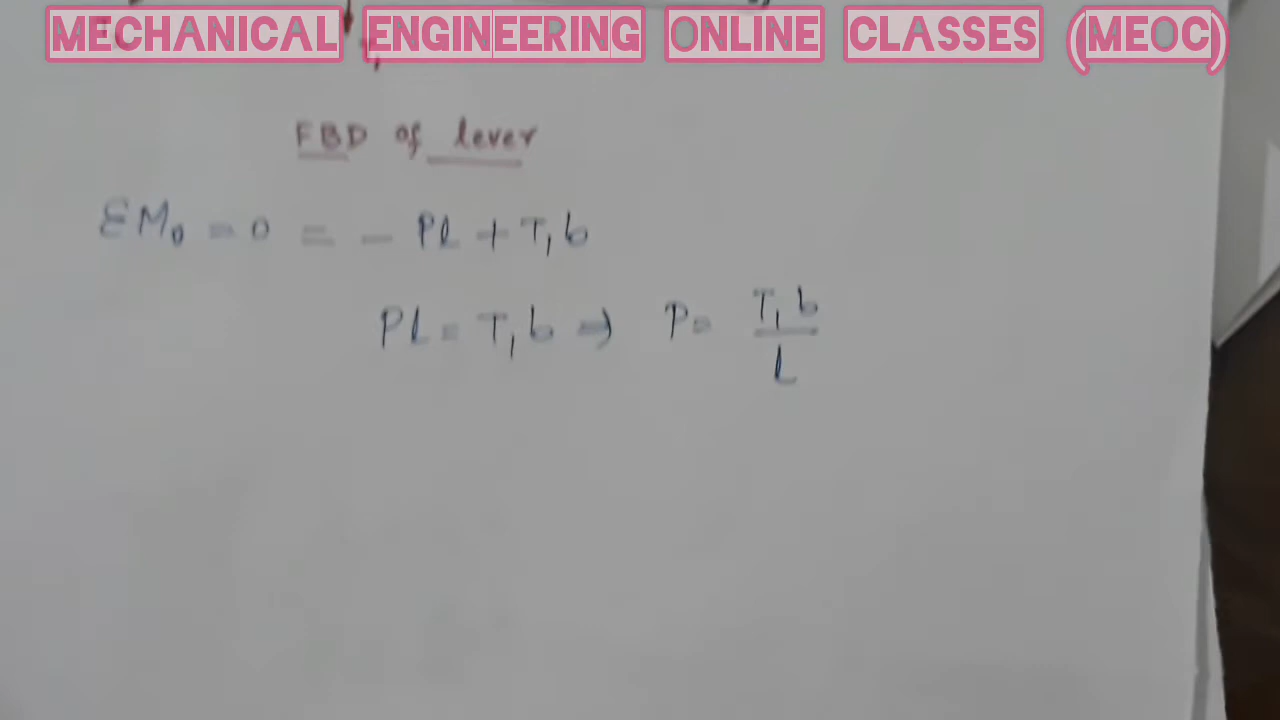 MECHANICAL ENGINEERING ONLINE CLASSES (MEOC)
FBD of lever
ΣM₀ = 0 = - Pl + T₁b
Pl = T₁b ⇒ P = T₁b / l